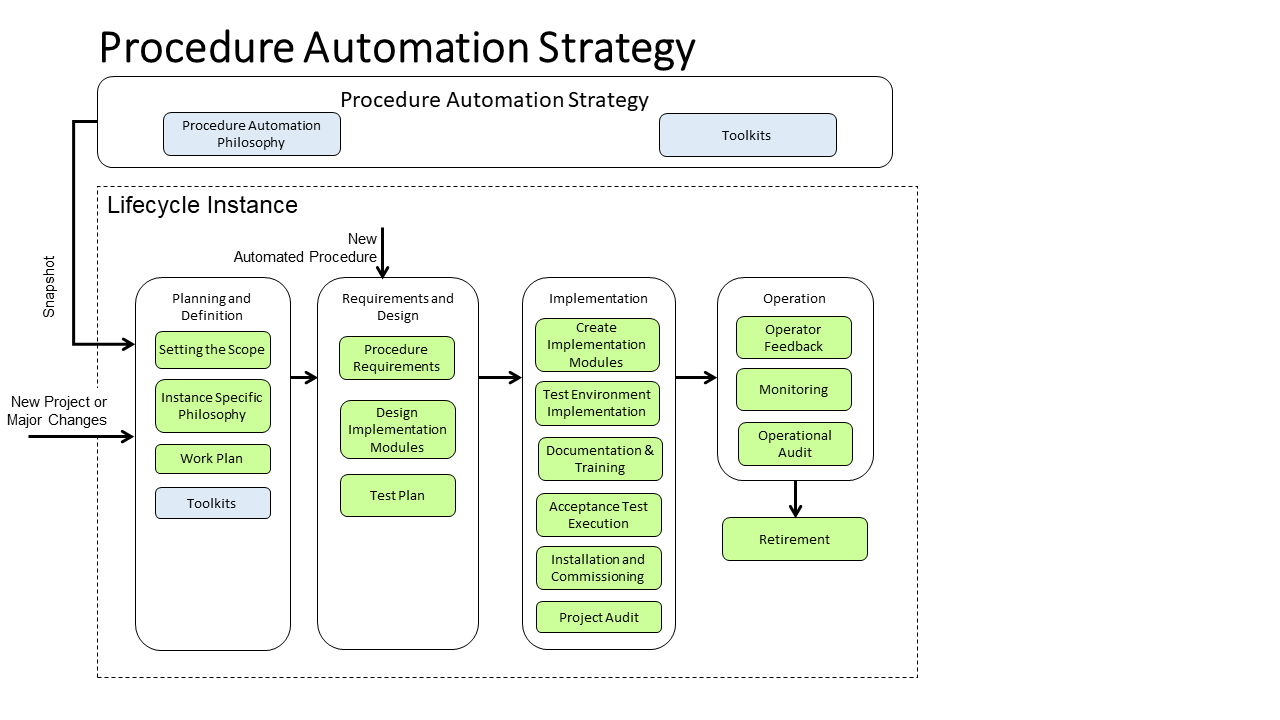 Procedure Automation Strategy
Procedure Automation Strategy
Procedure Automation
Philosophy
Toolkits
Lifecycle Instance
Snapshot
New
Automated Procedure
New Project or
Major Changes
Planning and
Definition
Setting the Scope
Instance Specific
Philosophy
Work Plan
Toolkits
Requirements and
Design
Procedure
Requirements
Design
Implementation
Modules
Test Plan
Implementation
Create
Implementation
Modules
Test Environment
Implementation
Documentation &
Training
Acceptance Test
Execution
Installation and
Commissioning
Project Audit
Operation
Operator
Feedback
Monitoring
Operational
Audit
Retirement